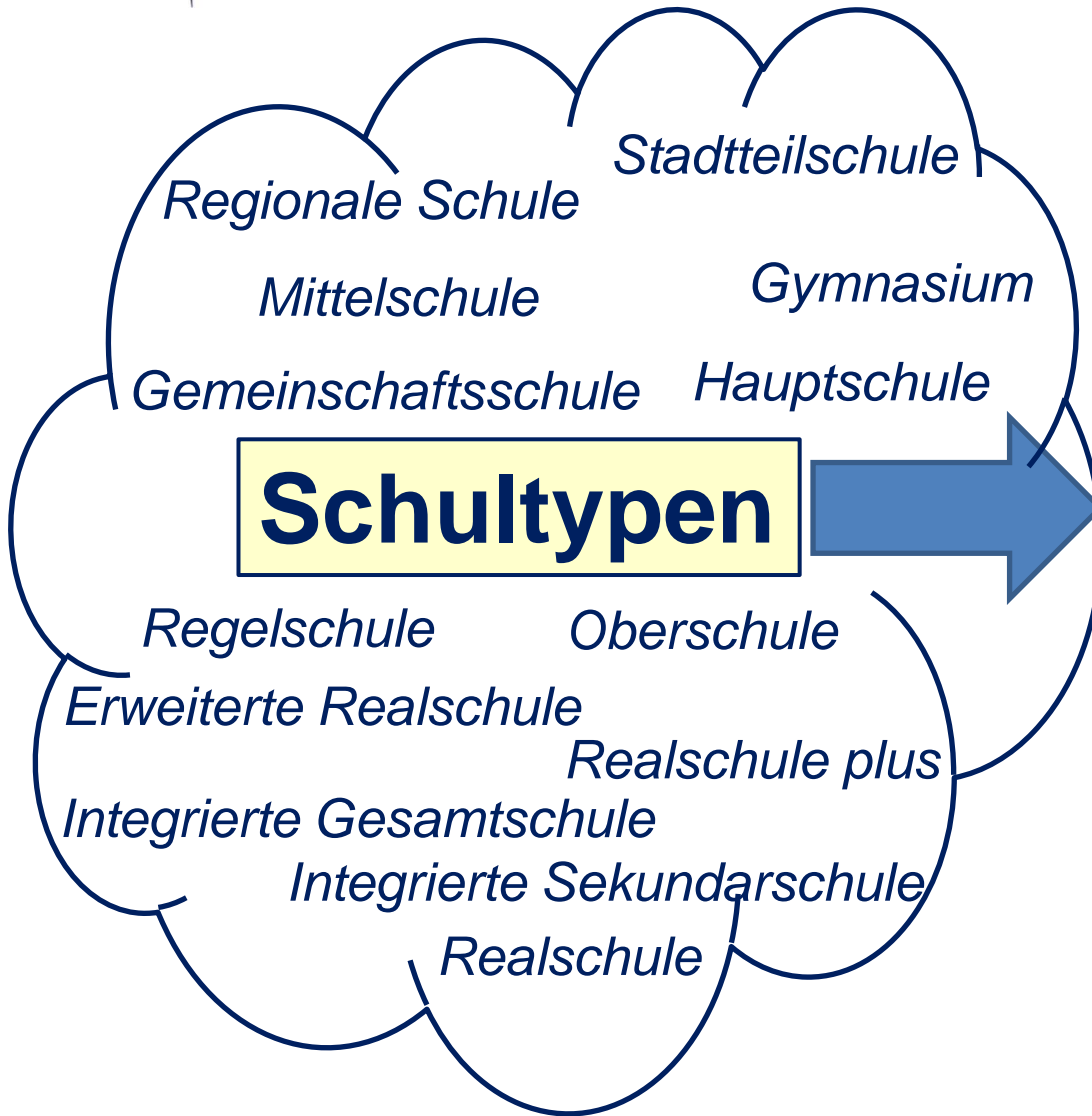 Stadtteilschule
Regionale Schule
Gymnasium
Mittelschule
Hauptschule
Gemeinschaftsschule
Schultypen
Regelschule
Oberschule
Erweiterte Realschule
Realschule plus
Integrierte Gesamtschule
Integrierte Sekundarschule
Realschule